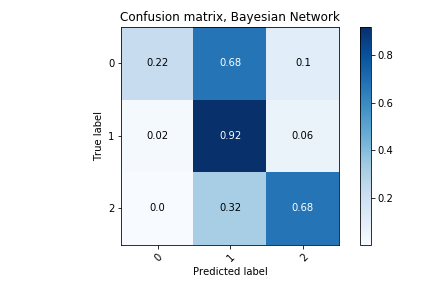 Confusion matrix, Bayesian Network
True label
0 0.22 0.68 0.1
1 0.02 0.92 0.06
2 0.0 0.32 0.68
0 1 2
Predicted label
0.8
0.6
0.4
0.2